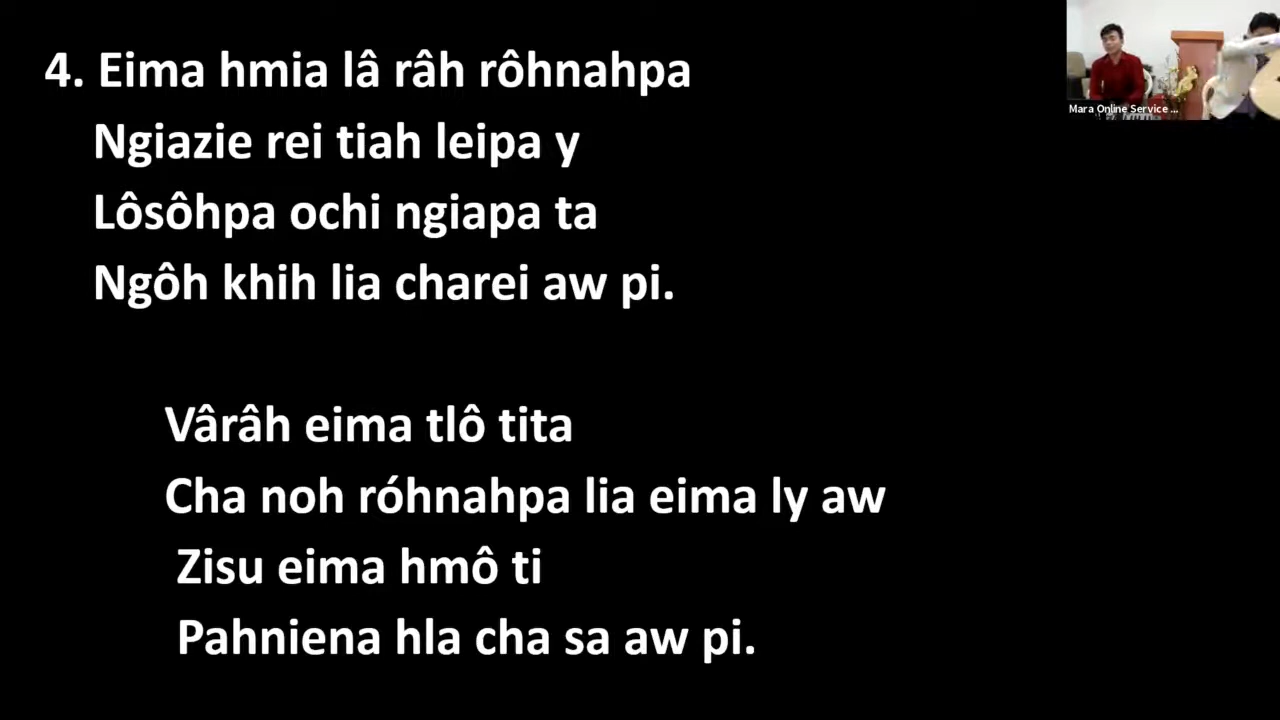 4. Eima hmia lâ râh rôhnahpa
Ngiazie rei tiah leipa y
Lôsôhpa ochi ngiapa ta
Ngôh khih lia charei aw pi.
Vârâh eima tlô tita
Cha noh róhnahpa lia eima ly aw
Zisu eima hmô ti
Pahniena hla cha sa aw pi.
Mara Online Service ...